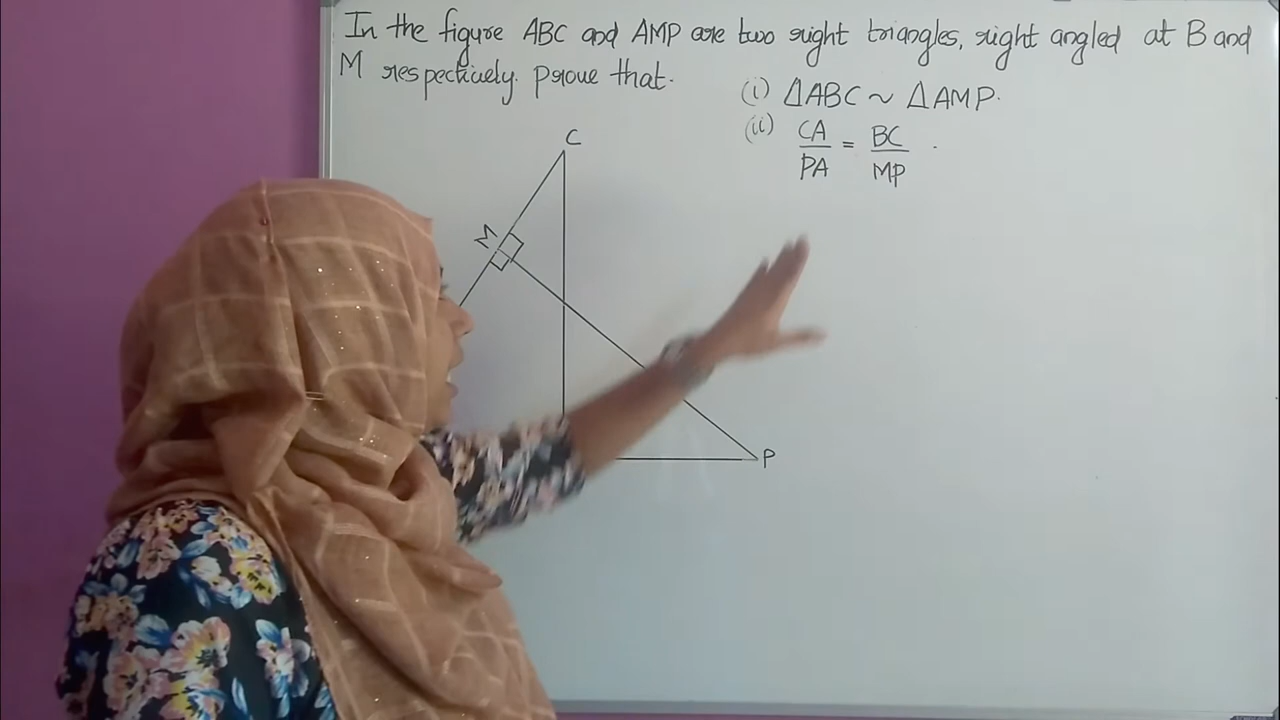 In the figure ABC and AMP are two right triangles, right angled at B and
M respectively. Prove that.
(i) ΔABC ~ ΔAMP.
(ii) CA/PA = BC/MP.
C
M
P